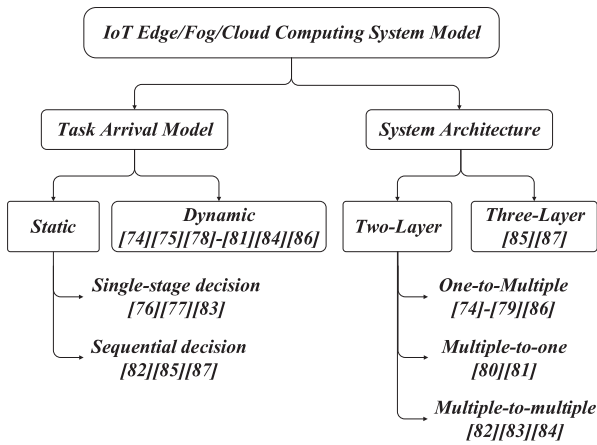 IoT Edge/Fog/Cloud Computing System Model
Task Arrival Model
System Architecture
Static
Dynamic
[74][75][78]-[81][84][86]
Two-Layer
Three-Layer
[85][87]
Single-stage decision
[76][77][83]
Sequential decision
[82][85][87]
One-to-Multiple
[74]-[79][86]
Multiple-to-one
[80][81]
Multiple-to-multiple
[82][83][84]